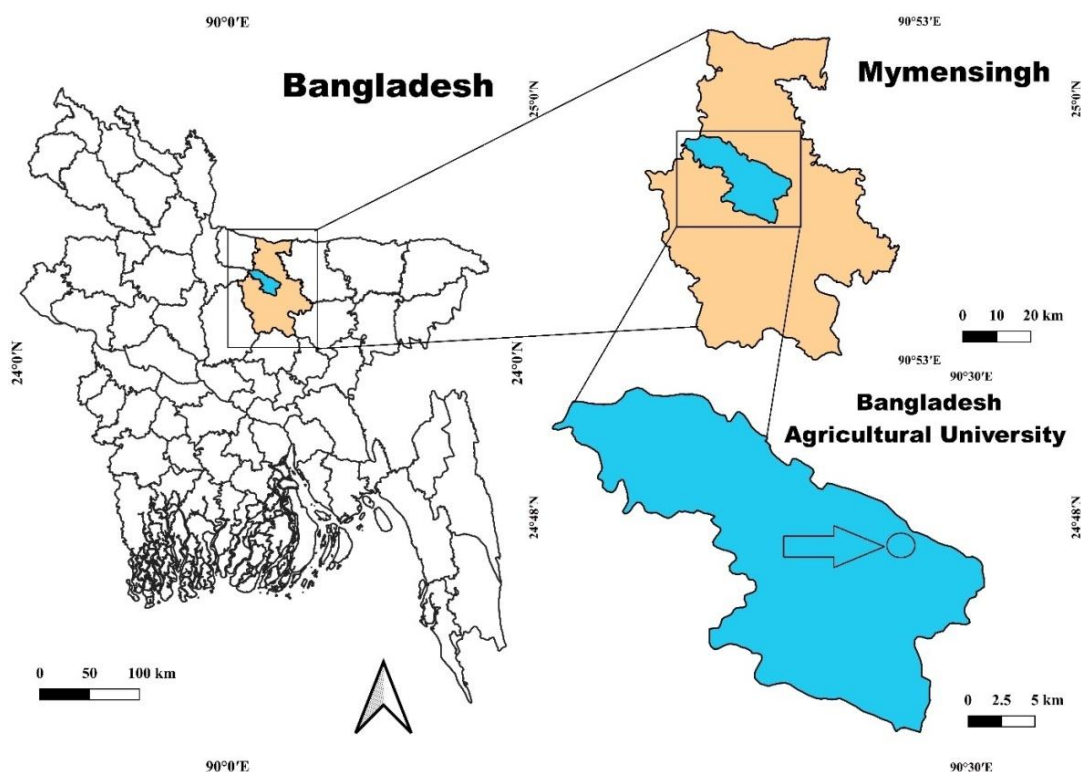 90°0′E
Bangladesh
25°0′N
24°0′N
24°0′N
0 50 100 km
90°0′E
90°53′E
Mymensingh
25°0′N
0 10 20 km
90°53′E
90°30′E
Bangladesh
Agricultural University
24°48′N
24°48′N
0 2.5 5 km
90°30′E